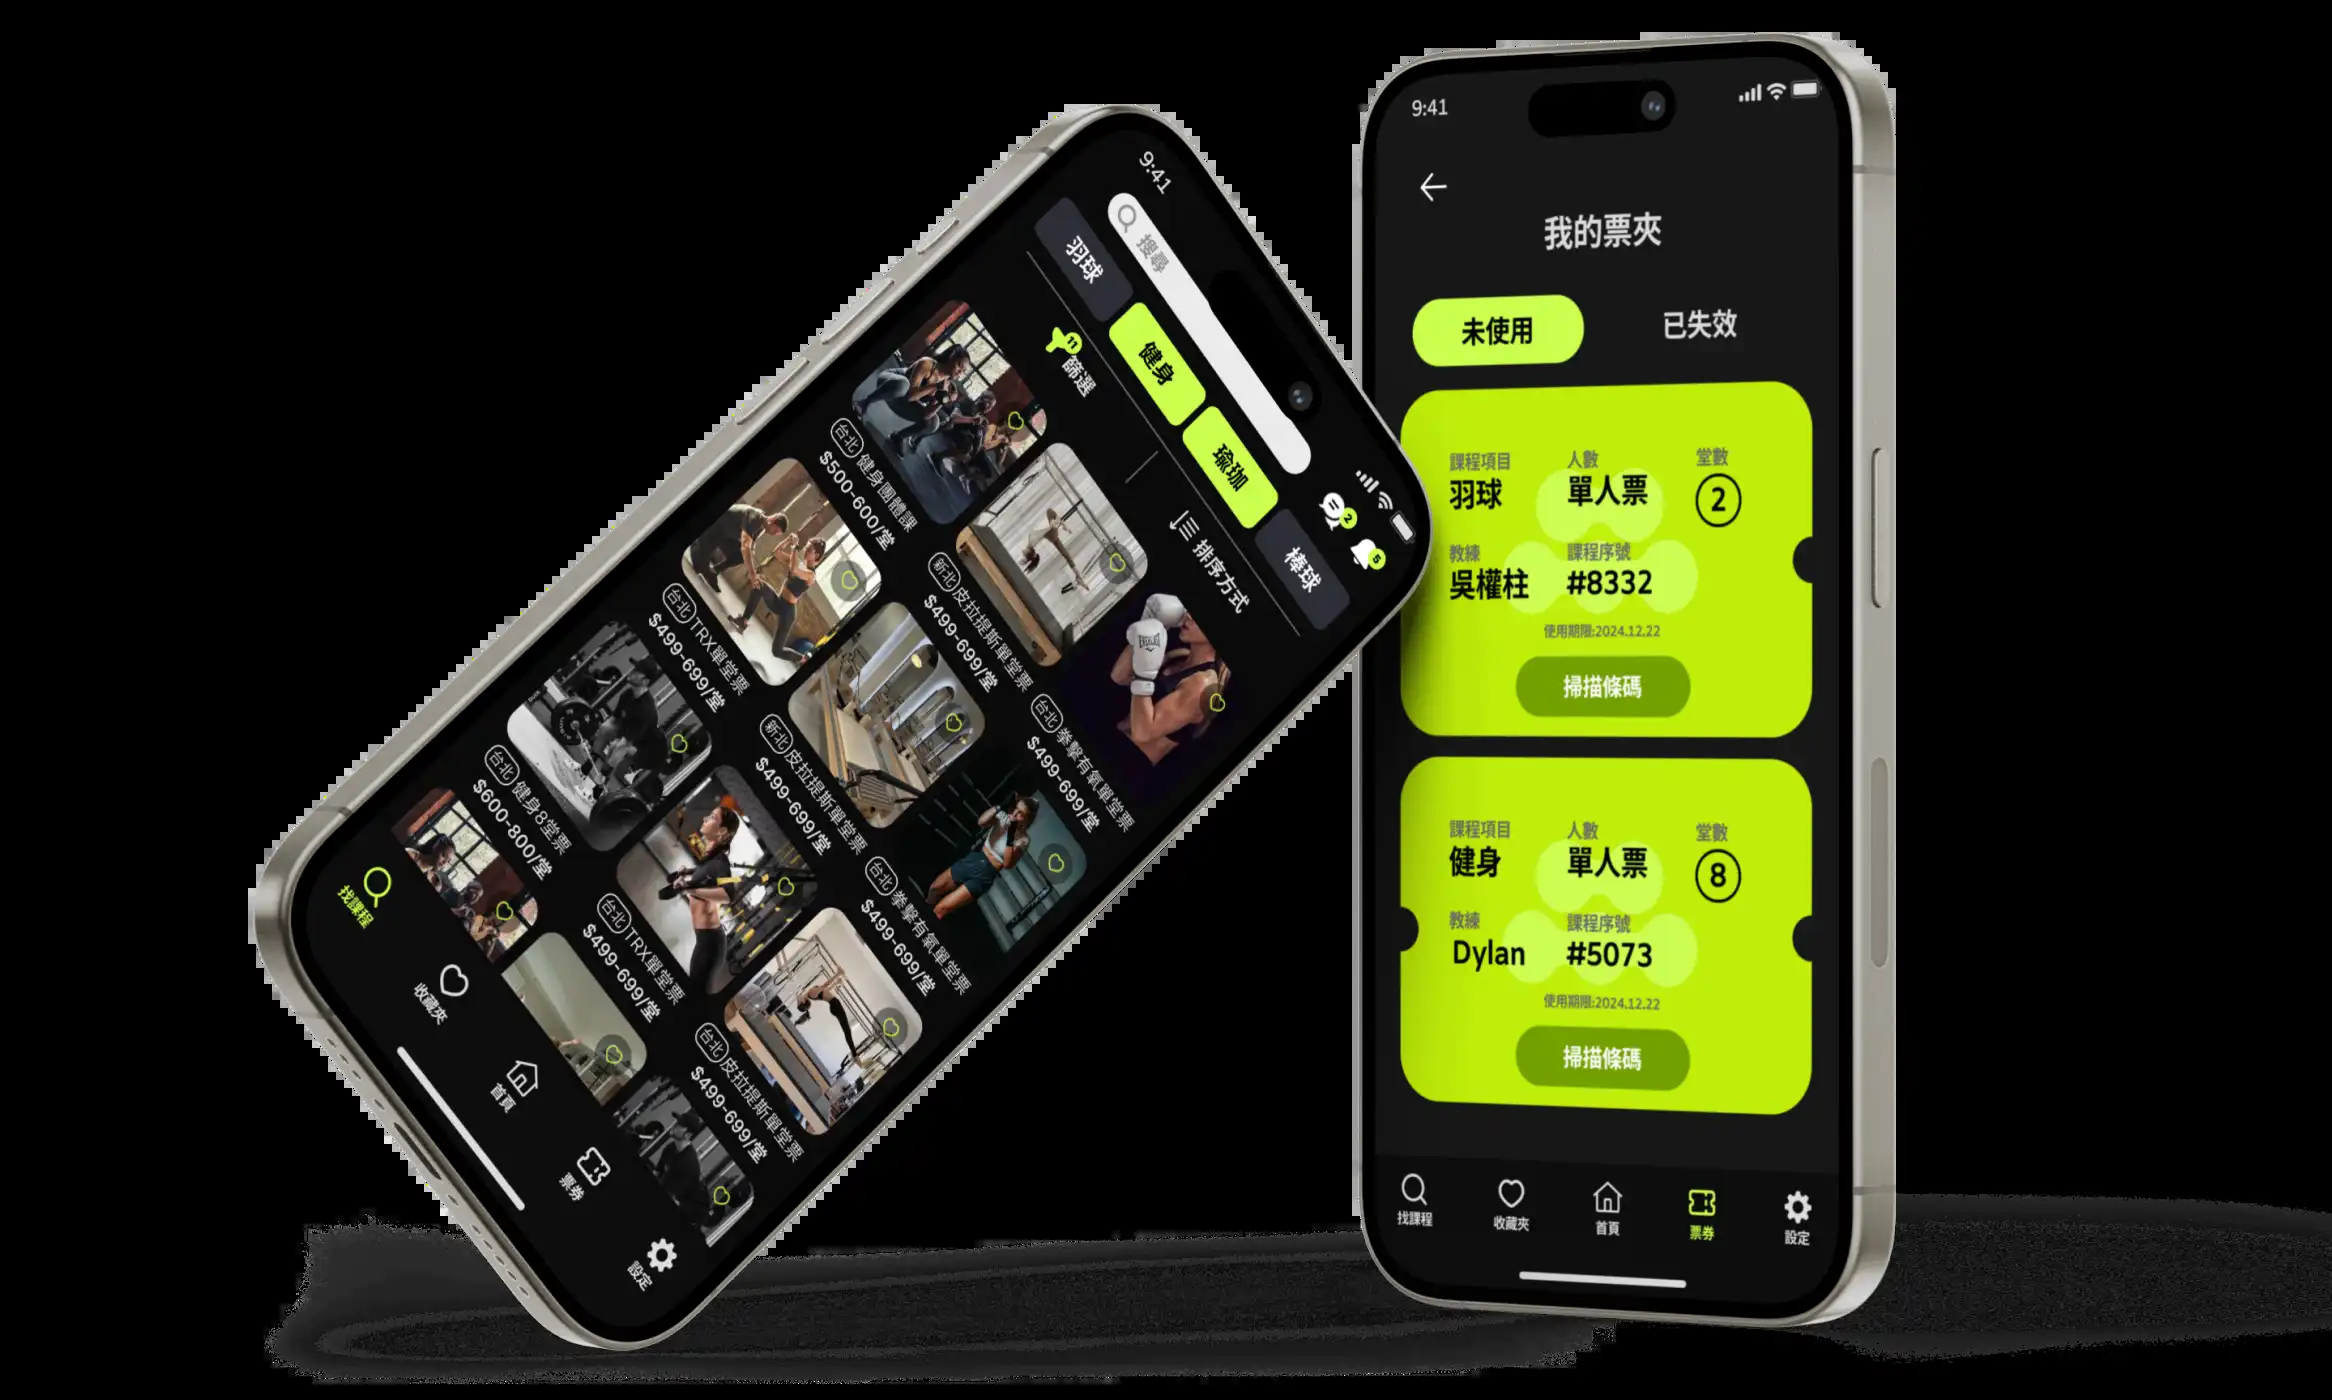 9:41
搜尋
2
5
羽球
健身
瑜珈
棒球
11
篩選
排序方式
台北 健身團體課
$500-600/堂
新北 皮拉提斯單堂票
$499-699/堂
台北 拳擊有氧單堂票
$499-699/堂
台北 TRX單堂票
$499-699/堂
新北 皮拉提斯單堂票
$499-699/堂
台北 拳擊有氧單堂票
$499-699/堂
台北 健身8堂票
$600-800/堂
台北 TRX單堂票
$499-699/堂
台北 皮拉提斯單堂票
$499-699/堂
找課程
收藏夾
首頁
票券
設定
EVERLAST
9:41
我的票夾
未使用 已失效
課程項目 人數 堂數
羽球 單人票 2
教練 課程序號
吳權柱 #8332
使用期限:2024.12.22
掃描條碼
課程項目 人數 堂數
健身 單人票 8
教練 課程序號
Dylan #5073
使用期限:2024.12.22
掃描條碼
找課程 收藏夾 首頁 票券 設定